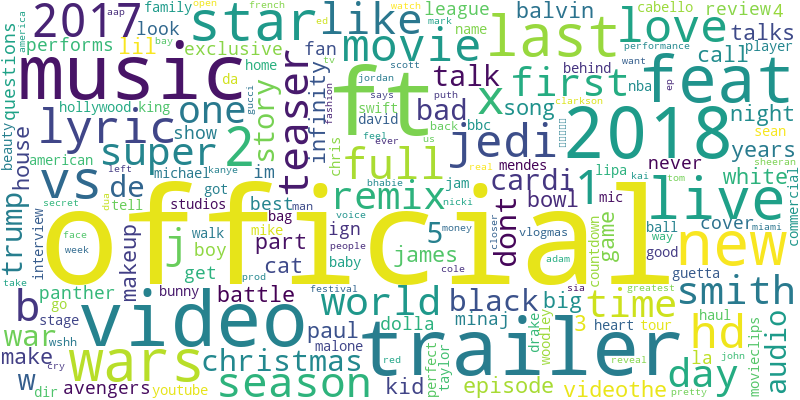 2017
star
like
movie
last
love
balvin
review4
league
talks
music
ft
feat
official
video
trailer
2018
live
new
hd
jedi
full
remix
teaser
lyric
super
2
vs
de
one
story
infinity
talk
x
first
bad
song
bbc
swift
david
cardi
dont
bowl
1
never
white
years
night
call
cover
smith
time
world
black
season
wars
war
christmas
episode
videothe
day
audio
game
countdown
big
battle
part
james
paul
kid
dolla
minaj
woodley
drake
trump
house
makeup
panther
avengers
make
cat
boy
get
best
b
j
w
5
3
ign
baby
malone
perfect
taylor
heart
tour
haul
la
guetta
good
ball
mic
lipa
sean
nba
player
name
cabello
family
look
aap
french
open
bay
america
performs
lil
exclusive
da
home
fan
ed
mark
watch
behind
performance
want
ep
clarkson
sheeran
tom
kai
commercial
miami
way
greatest
john
movieclips
pretty
reveal
adam
sia
vlogmas
closer
money
cole
festival
people
voice
man
bag
mike
prod
bunny
walk
got
im
studios
michael
kanye
left
american
hollywood
king
show
gucci
tv
fashion
jordan
says
scott
puth
ever
feel
back
us
chris
jam
mendes
nicki
bhabie
real
red
youtube
dir
wshh
cry
go
stage
take
week
face
secret
dua
tell
interview
beauty
questions